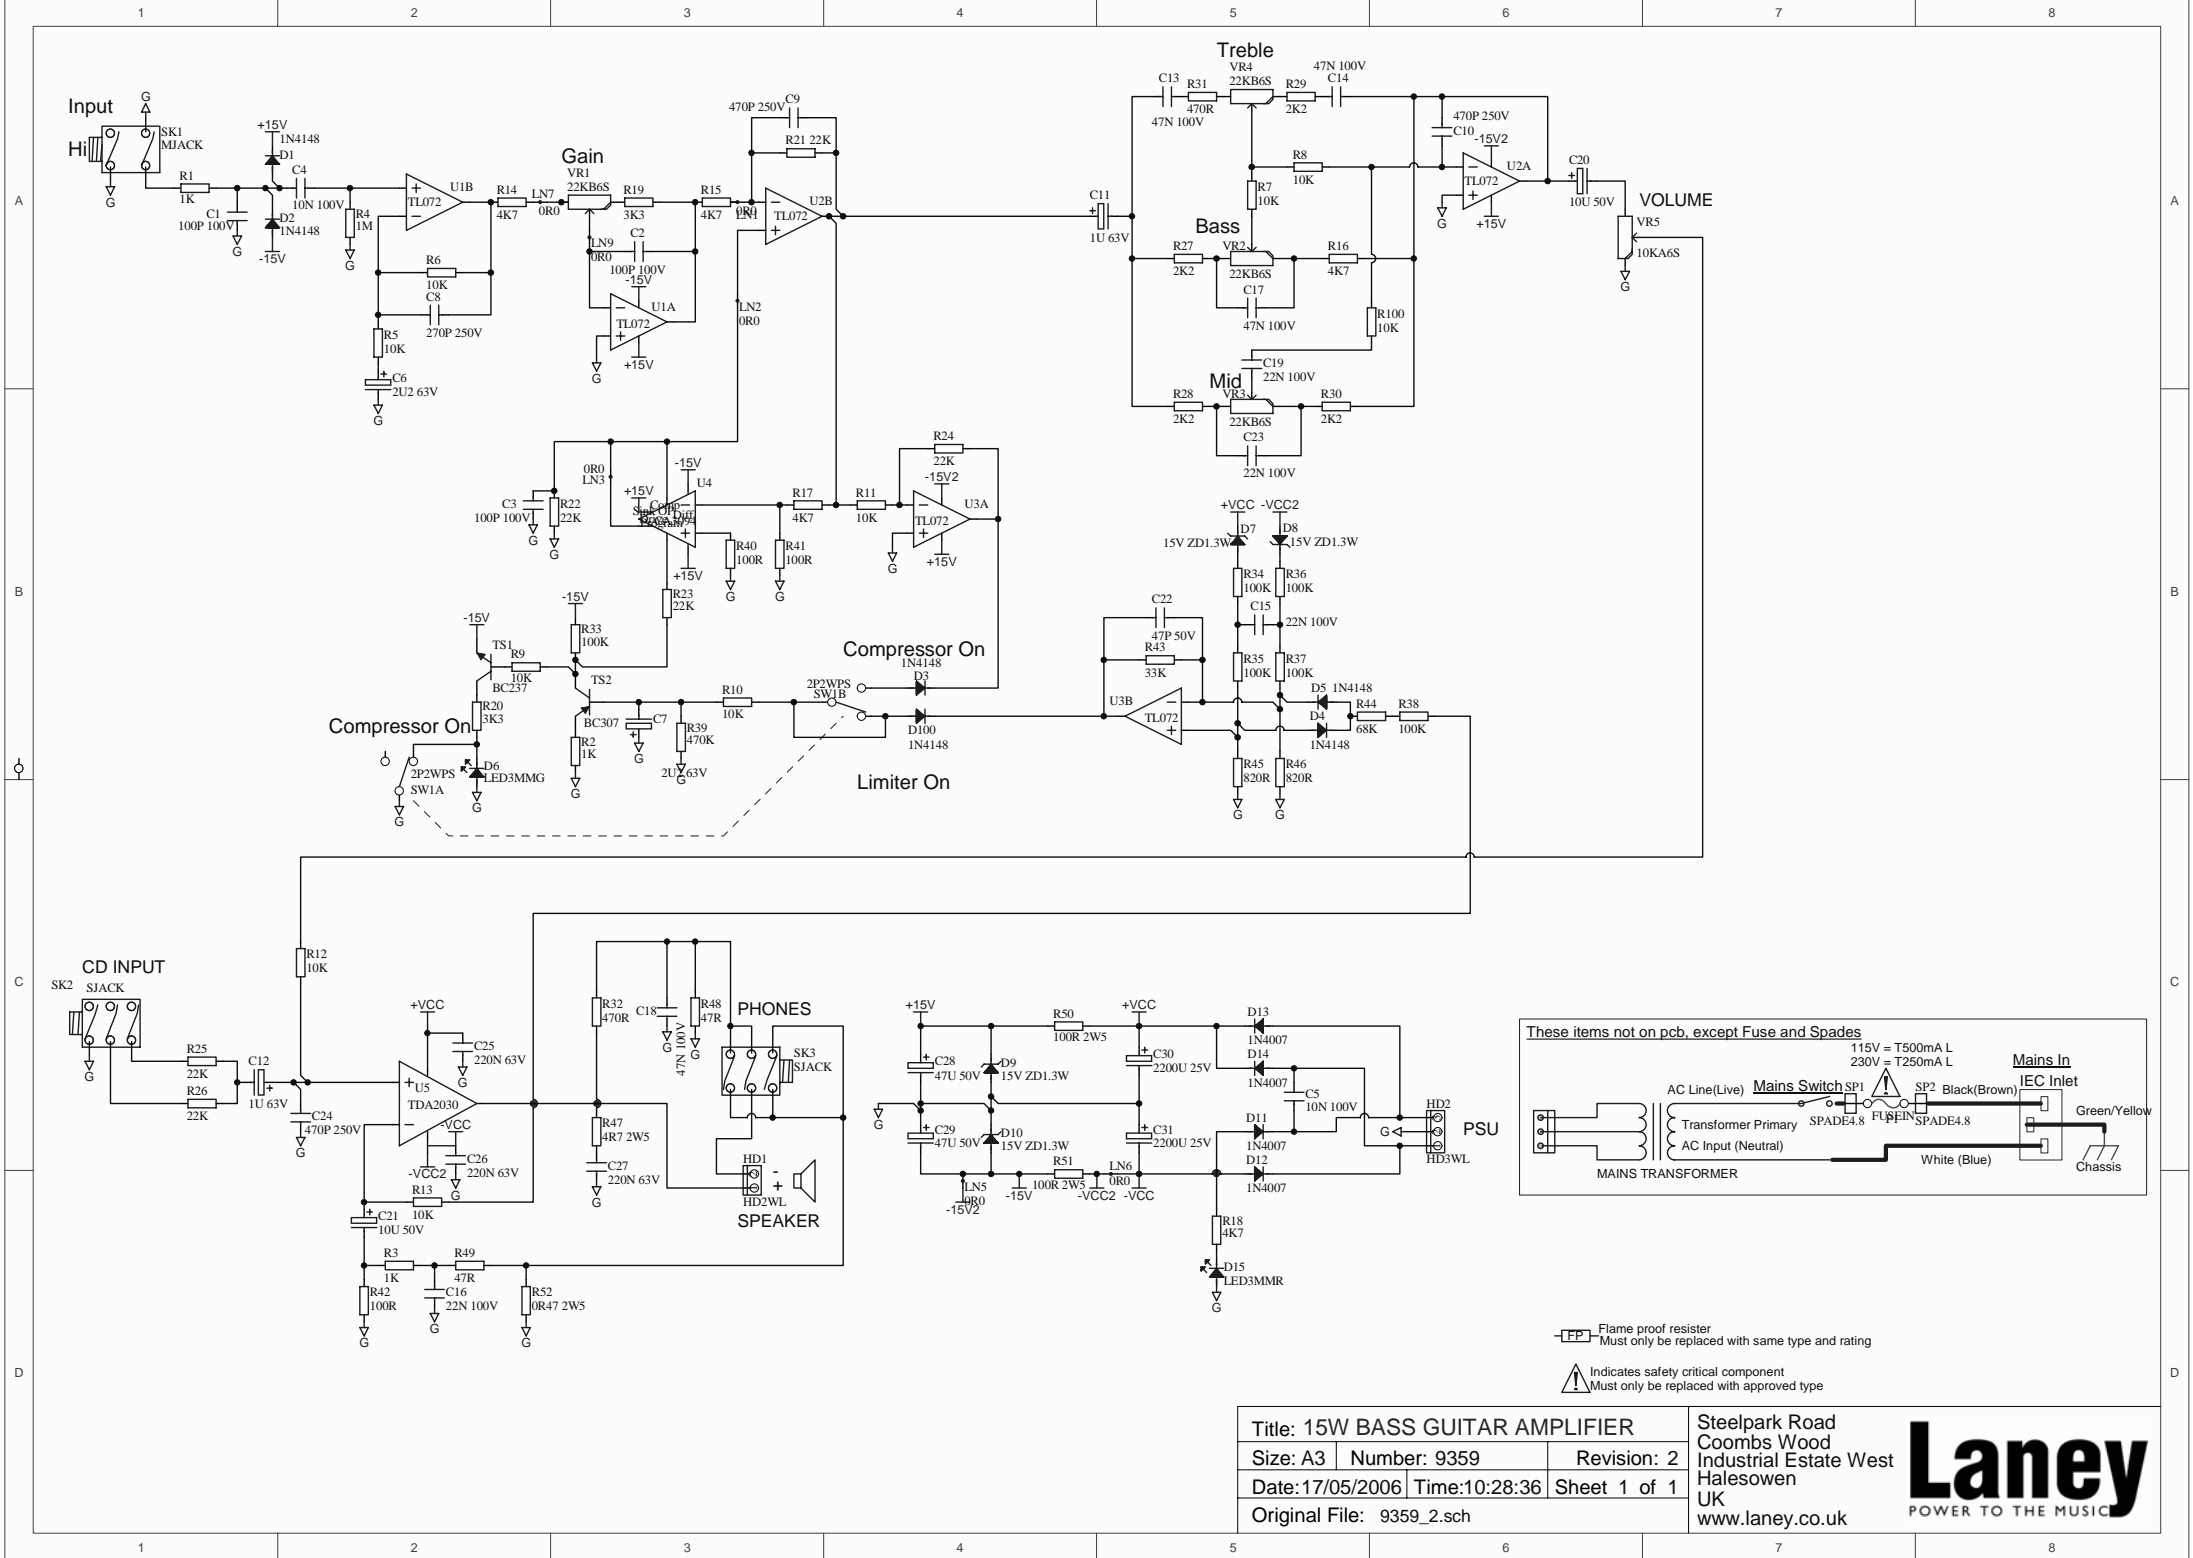 1 2 3 4 5 6 7 8
Treble
VR4
22KB6S
47N 100V
C13
R31
470R
47N 100V
R29
2K2
C14
Input
Hi
G
SK1
MJACK
G
R1
1K
C1
100P 100V
G
+15V
1N4148
D1
C4
10N 100V
D2
1N4148
-15V
R4
1M
G
U1B
TL072
R6
10K
C8
270P 250V
R5
10K
C6
2U2 63V
G
R14
4K7
LN7
0R0
Gain
VR1
22KB6S
R19
3K3
LN9
0R0
C2
100P 100V
-15V
U1A
TL072
+15V
G
R15
4K7
0R0
LN1
C9
470P 250V
R21 22K
U2B
TL072
LN2
0R0
C11
1U 63V
R8
10K
R7
10K
Bass
R27
2K2
VR2
22KB6S
C17
47N 100V
R16
4K7
R100
10K
C19
22N 100V
Mid
R28
2K2
VR3
22KB6S
C23
22N 100V
R30
2K2
470P 250V
C10
-15V2
U2A
TL072
+15V
G
C20
10U 50V
VOLUME
VR5
10KA6S
G
A
A
B
B
C
C
D
D
C3
100P 100V
G
R22
22K
G
0R0
LN3
-15V
U4
+15V
+15V
R17
4K7
R40
100R
G
R41
100R
G
R23
22K
R11
10K
R24
22K
-15V2
U3A
TL072
+15V
G
-15V
TS1
BC237
R9
10K
R20
3K3
-15V
R33
100K
TS2
BC307
R2
1K
G
C7
G
R39
470K
G
R10
10K
Compressor On
2P2WPS
SW1A
G
D6
LED3MMG
G
Compressor On
1N4148
D3
2P2WPS
SW1B
D100
1N4148
Limiter On
+VCC
-VCC2
D7
15V ZD1.3W
D8
15V ZD1.3W
R34
100K
R36
100K
C15
22N 100V
R35
100K
R37
100K
C22
47P 50V
R43
33K
U3B
TL072
D5 1N4148
D4
1N4148
R44
68K
R38
100K
R45
820R
G
R46
820R
G
CD INPUT
SK2 SJACK
G
R25
22K
R26
22K
C12
1U 63V
R12
10K
C24
470P 250V
G
+VCC
C25
220N 63V
G
U5
TDA2030
-VCC
C26
220N 63V
G
-VCC2
R13
10K
C21
10U 50V
R3
1K
R49
47R
R42
100R
G
C16
22N 100V
G
R52
0R47 2W5
G
R32
470R
C18
47N 100V
G
R48
47R
G
R47
4R7 2W5
C27
220N 63V
G
PHONES
SK3
SJACK
HD1
HD2WL
- +
SPEAKER
+15V
R50
100R 2W5
+VCC
C28
47U 50V
D9
15V ZD1.3W
C30
2200U 25V
G
C29
47U 50V
D10
15V ZD1.3W
C31
2200U 25V
LN5
0R0
-15V2
-15V
R51
100R 2W5
-VCC2
LN6
0R0
-VCC
D13
1N4007
D14
1N4007
C5
10N 100V
D11
1N4007
D12
1N4007
HD2
G
HD3WL
PSU
R18
4K7
D15
LED3MMR
G
These items not on pcb, except Fuse and Spades
115V = T500mA L
230V = T250mA L
Mains In
IEC Inlet
AC Line(Live)
Mains Switch
SP1
SPADE4.8
FUSEIN
SP2
SPADE4.8
Black(Brown)
Green/Yellow
Transformer Primary
AC Input (Neutral)
White (Blue)
Chassis
MAINS TRANSFORMER
FP
Flame proof resister
Must only be replaced with same type and rating
!
Indicates safety critical component
Must only be replaced with approved type
Title: 15W BASS GUITAR AMPLIFIER
Size: A3 Number: 9359 Revision: 2
Date:17/05/2006 Time:10:28:36 Sheet 1 of 1
Original File: 9359_2.sch
Steelpark Road
Coombs Wood
Industrial Estate West
Halesowen
UK
www.laney.co.uk
Laney
POWER TO THE MUSIC
1 2 3 4 5 6 7 8